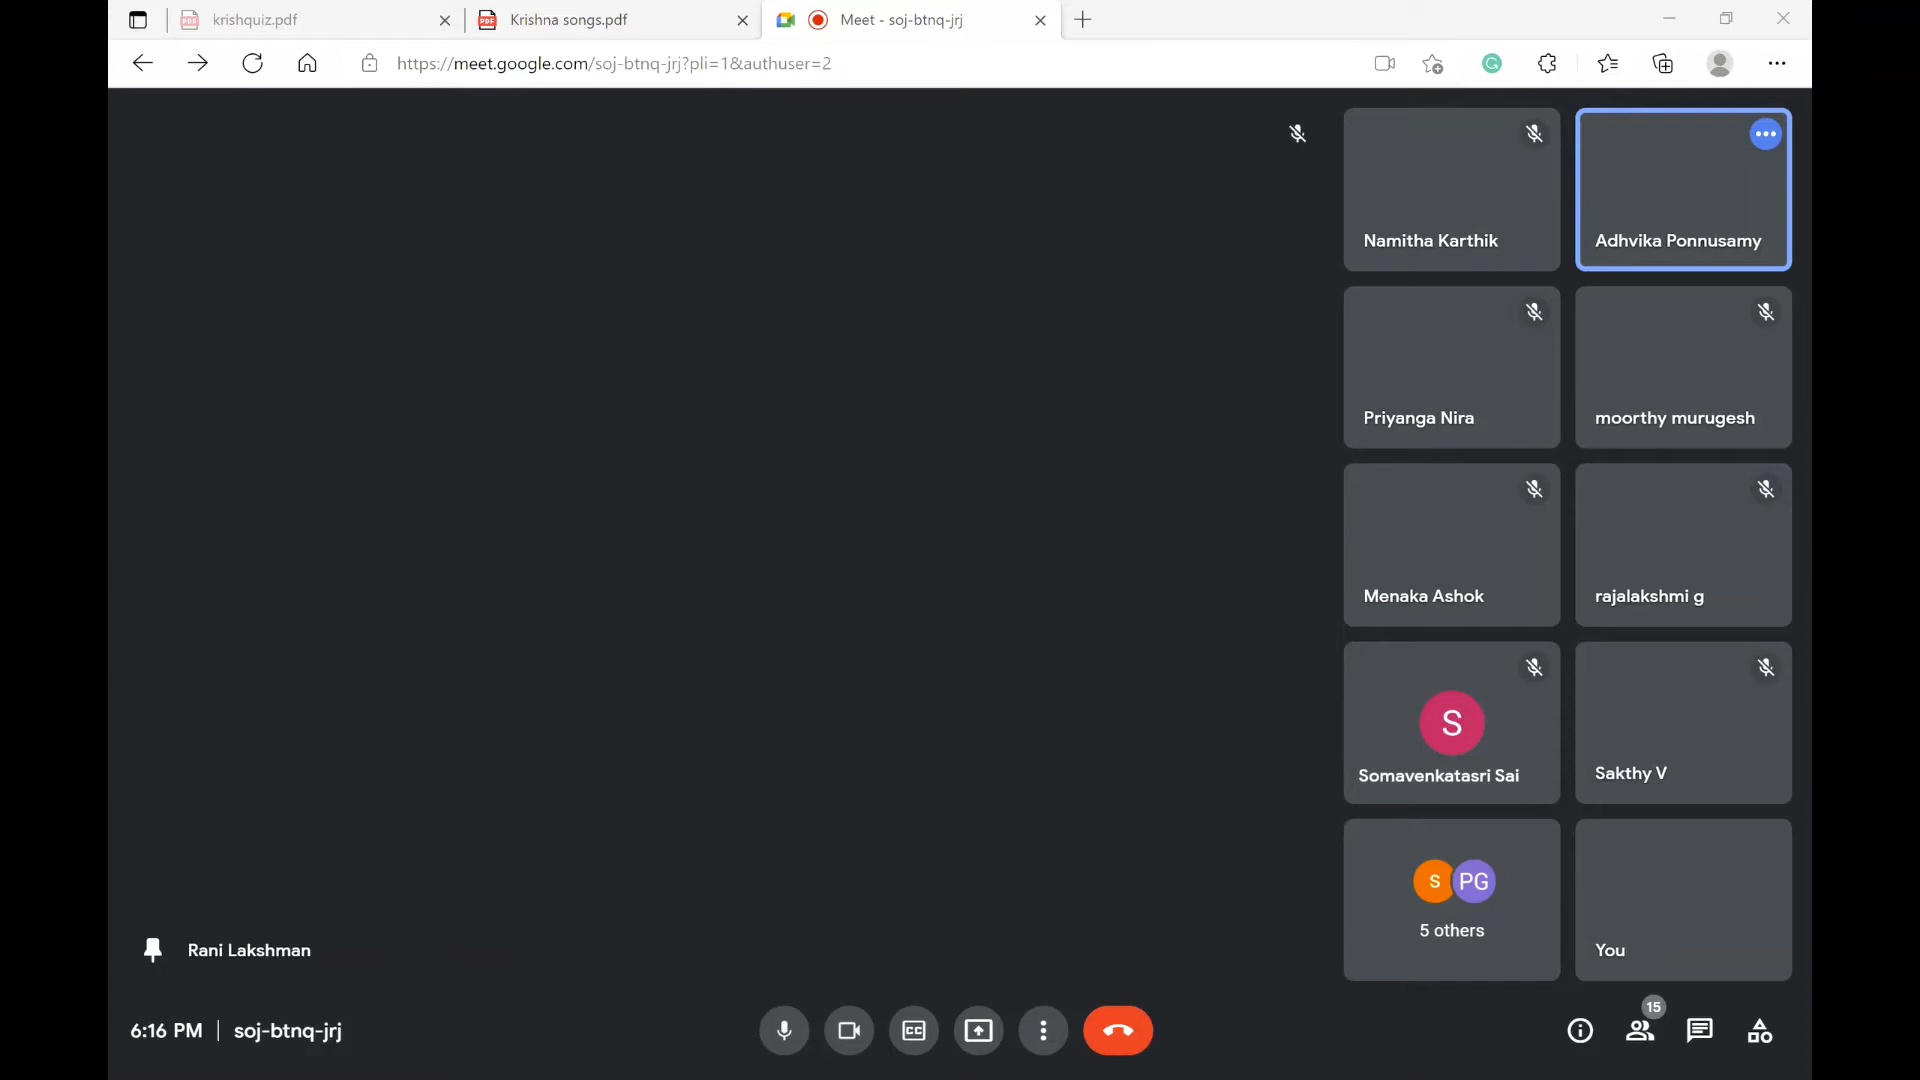 krishquiz.pdf
Krishna songs.pdf
Meet - soj-btnq-jrj
https://meet.google.com/soj-btnq-jrj?pli=1&authuser=2
Namitha Karthik
Adhvika Ponnusamy
Priyanga Nira
moorthy murugesh
Menaka Ashok
rajalakshmi g
S
Somavenkatasri Sai
Sakthy V
S PG
5 others
You
Rani Lakshman
6:16 PM | soj-btnq-jrj
CC
15